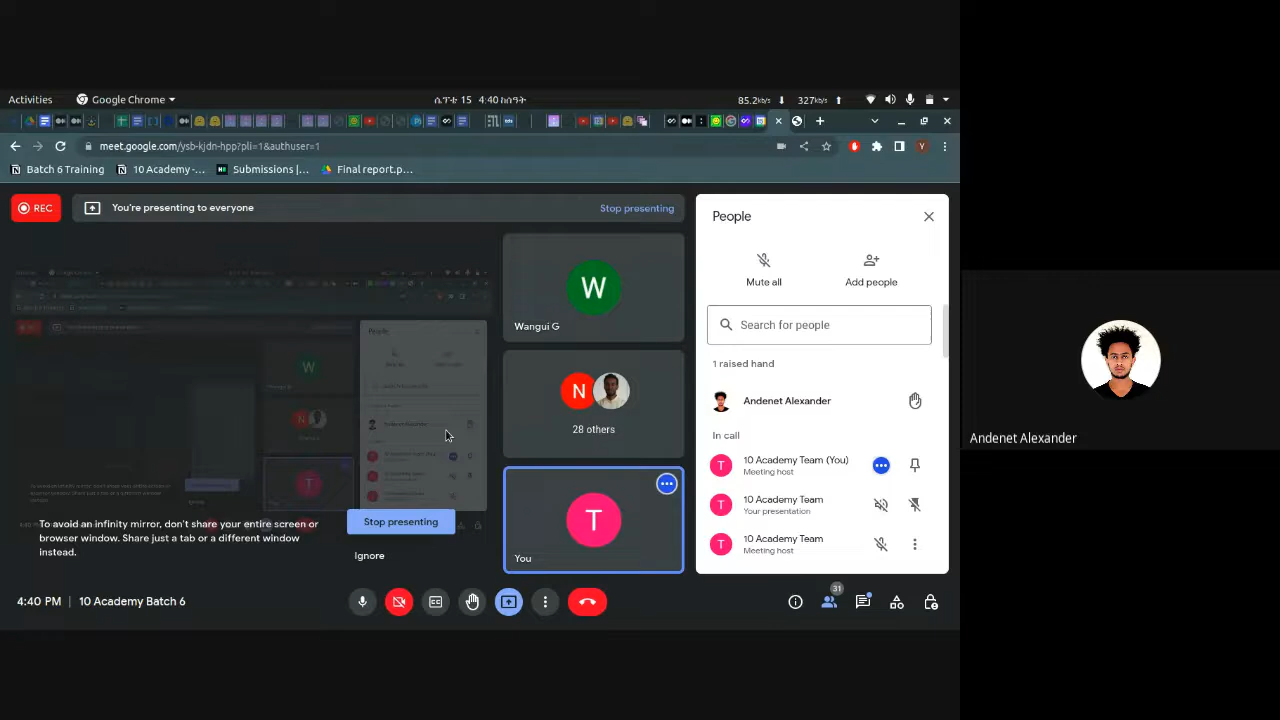 Activities
Google Chrome
ሴፕቴ 15 4:40 ከሰዓት
85.2kb/s
327kb/s
meet.google.com/ysb-kjdn-hpp?pli=1&authuser=1
Y
Batch 6 Training
10 Academy -...
Submissions |...
Final report.p...
REC
You're presenting to everyone
Stop presenting
People
Mute all
Add people
Search for people
1 raised hand
Andenet Alexander
In call
T
10 Academy Team (You)
Meeting host
T
10 Academy Team
Your presentation
T
10 Academy Team
Meeting host
W
Wangui G
N
28 others
T
You
To avoid an infinity mirror, don't share your entire screen or
browser window. Share just a tab or a different window
instead.
Stop presenting
Ignore
4:40 PM | 10 Academy Batch 6
31
Andenet Alexander